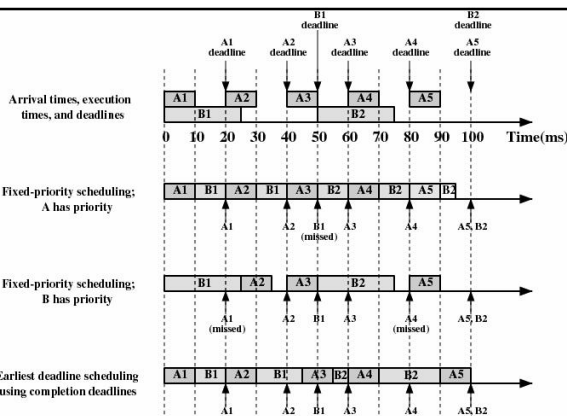 B1 deadline
B2 deadline
A1 deadline
A2 deadline
A3 deadline
A4 deadline
A5 deadline
Arrival times, execution times, and deadlines
A1 A2 A3 A4 A5
B1 B2
0 10 20 30 40 50 60 70 80 90 100 Time(ms)
Fixed-priority scheduling; A has priority
A1 B1 A2 B1 A3 B2 A4 B2 A5 B2
A1 A2 B1 (missed) A3 A4 A5, B2
Fixed-priority scheduling; B has priority
B1 A2 A3 B2 A5
A1 (missed) A2 B1 A3 A4 (missed) A5, B2
Earliest deadline scheduling using completion deadlines
A1 B1 A2 B1 A3 B2 A4 B2 A5
A1 A2 B1 A3 A4 A5, B2